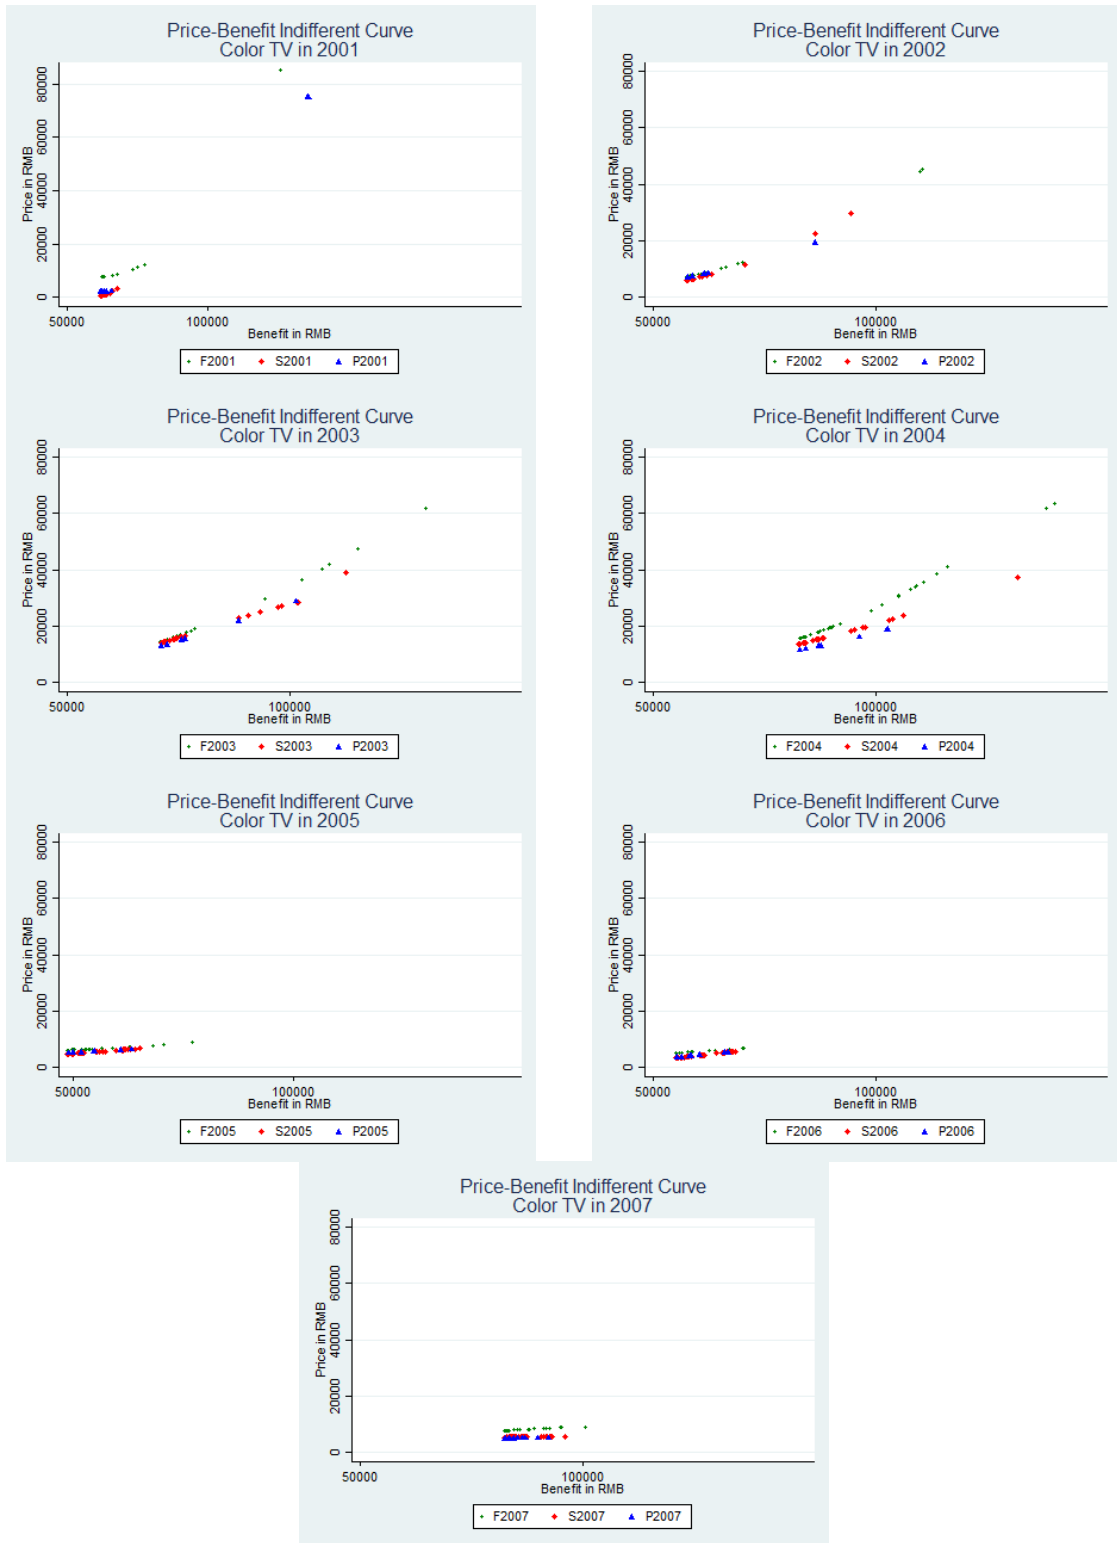 Price-Benefit Indifferent Curve
Color TV in 2001
Price in RMB
80000
60000
40000
20000
0
50000 100000
Benefit in RMB
F2001 S2001 P2001
Price-Benefit Indifferent Curve
Color TV in 2002
Price in RMB
80000
60000
40000
20000
0
50000 100000
Benefit in RMB
F2002 S2002 P2002
Price-Benefit Indifferent Curve
Color TV in 2003
Price in RMB
80000
60000
40000
20000
0
50000 100000
Benefit in RMB
F2003 S2003 P2003
Price-Benefit Indifferent Curve
Color TV in 2004
Price in RMB
80000
60000
40000
20000
0
50000 100000
Benefit in RMB
F2004 S2004 P2004
Price-Benefit Indifferent Curve
Color TV in 2005
Price in RMB
80000
60000
40000
20000
0
50000 100000
Benefit in RMB
F2005 S2005 P2005
Price-Benefit Indifferent Curve
Color TV in 2006
Price in RMB
80000
60000
40000
20000
0
50000 100000
Benefit in RMB
F2006 S2006 P2006
Price-Benefit Indifferent Curve
Color TV in 2007
Price in RMB
80000
60000
40000
20000
0
50000 100000
Benefit in RMB
F2007 S2007 P2007